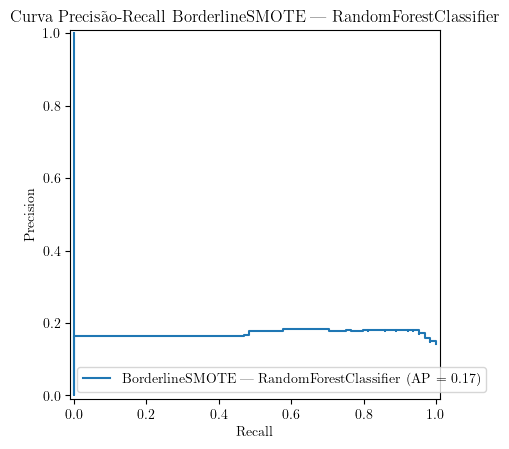 Curva Precisão-Recall BorderlineSMOTE — RandomForestClassifier
1.0
0.8
0.6
0.4
0.2
0.0
Precision
BorderlineSMOTE — RandomForestClassifier (AP = 0.17)
0.0 0.2 0.4 0.6 0.8 1.0
Recall